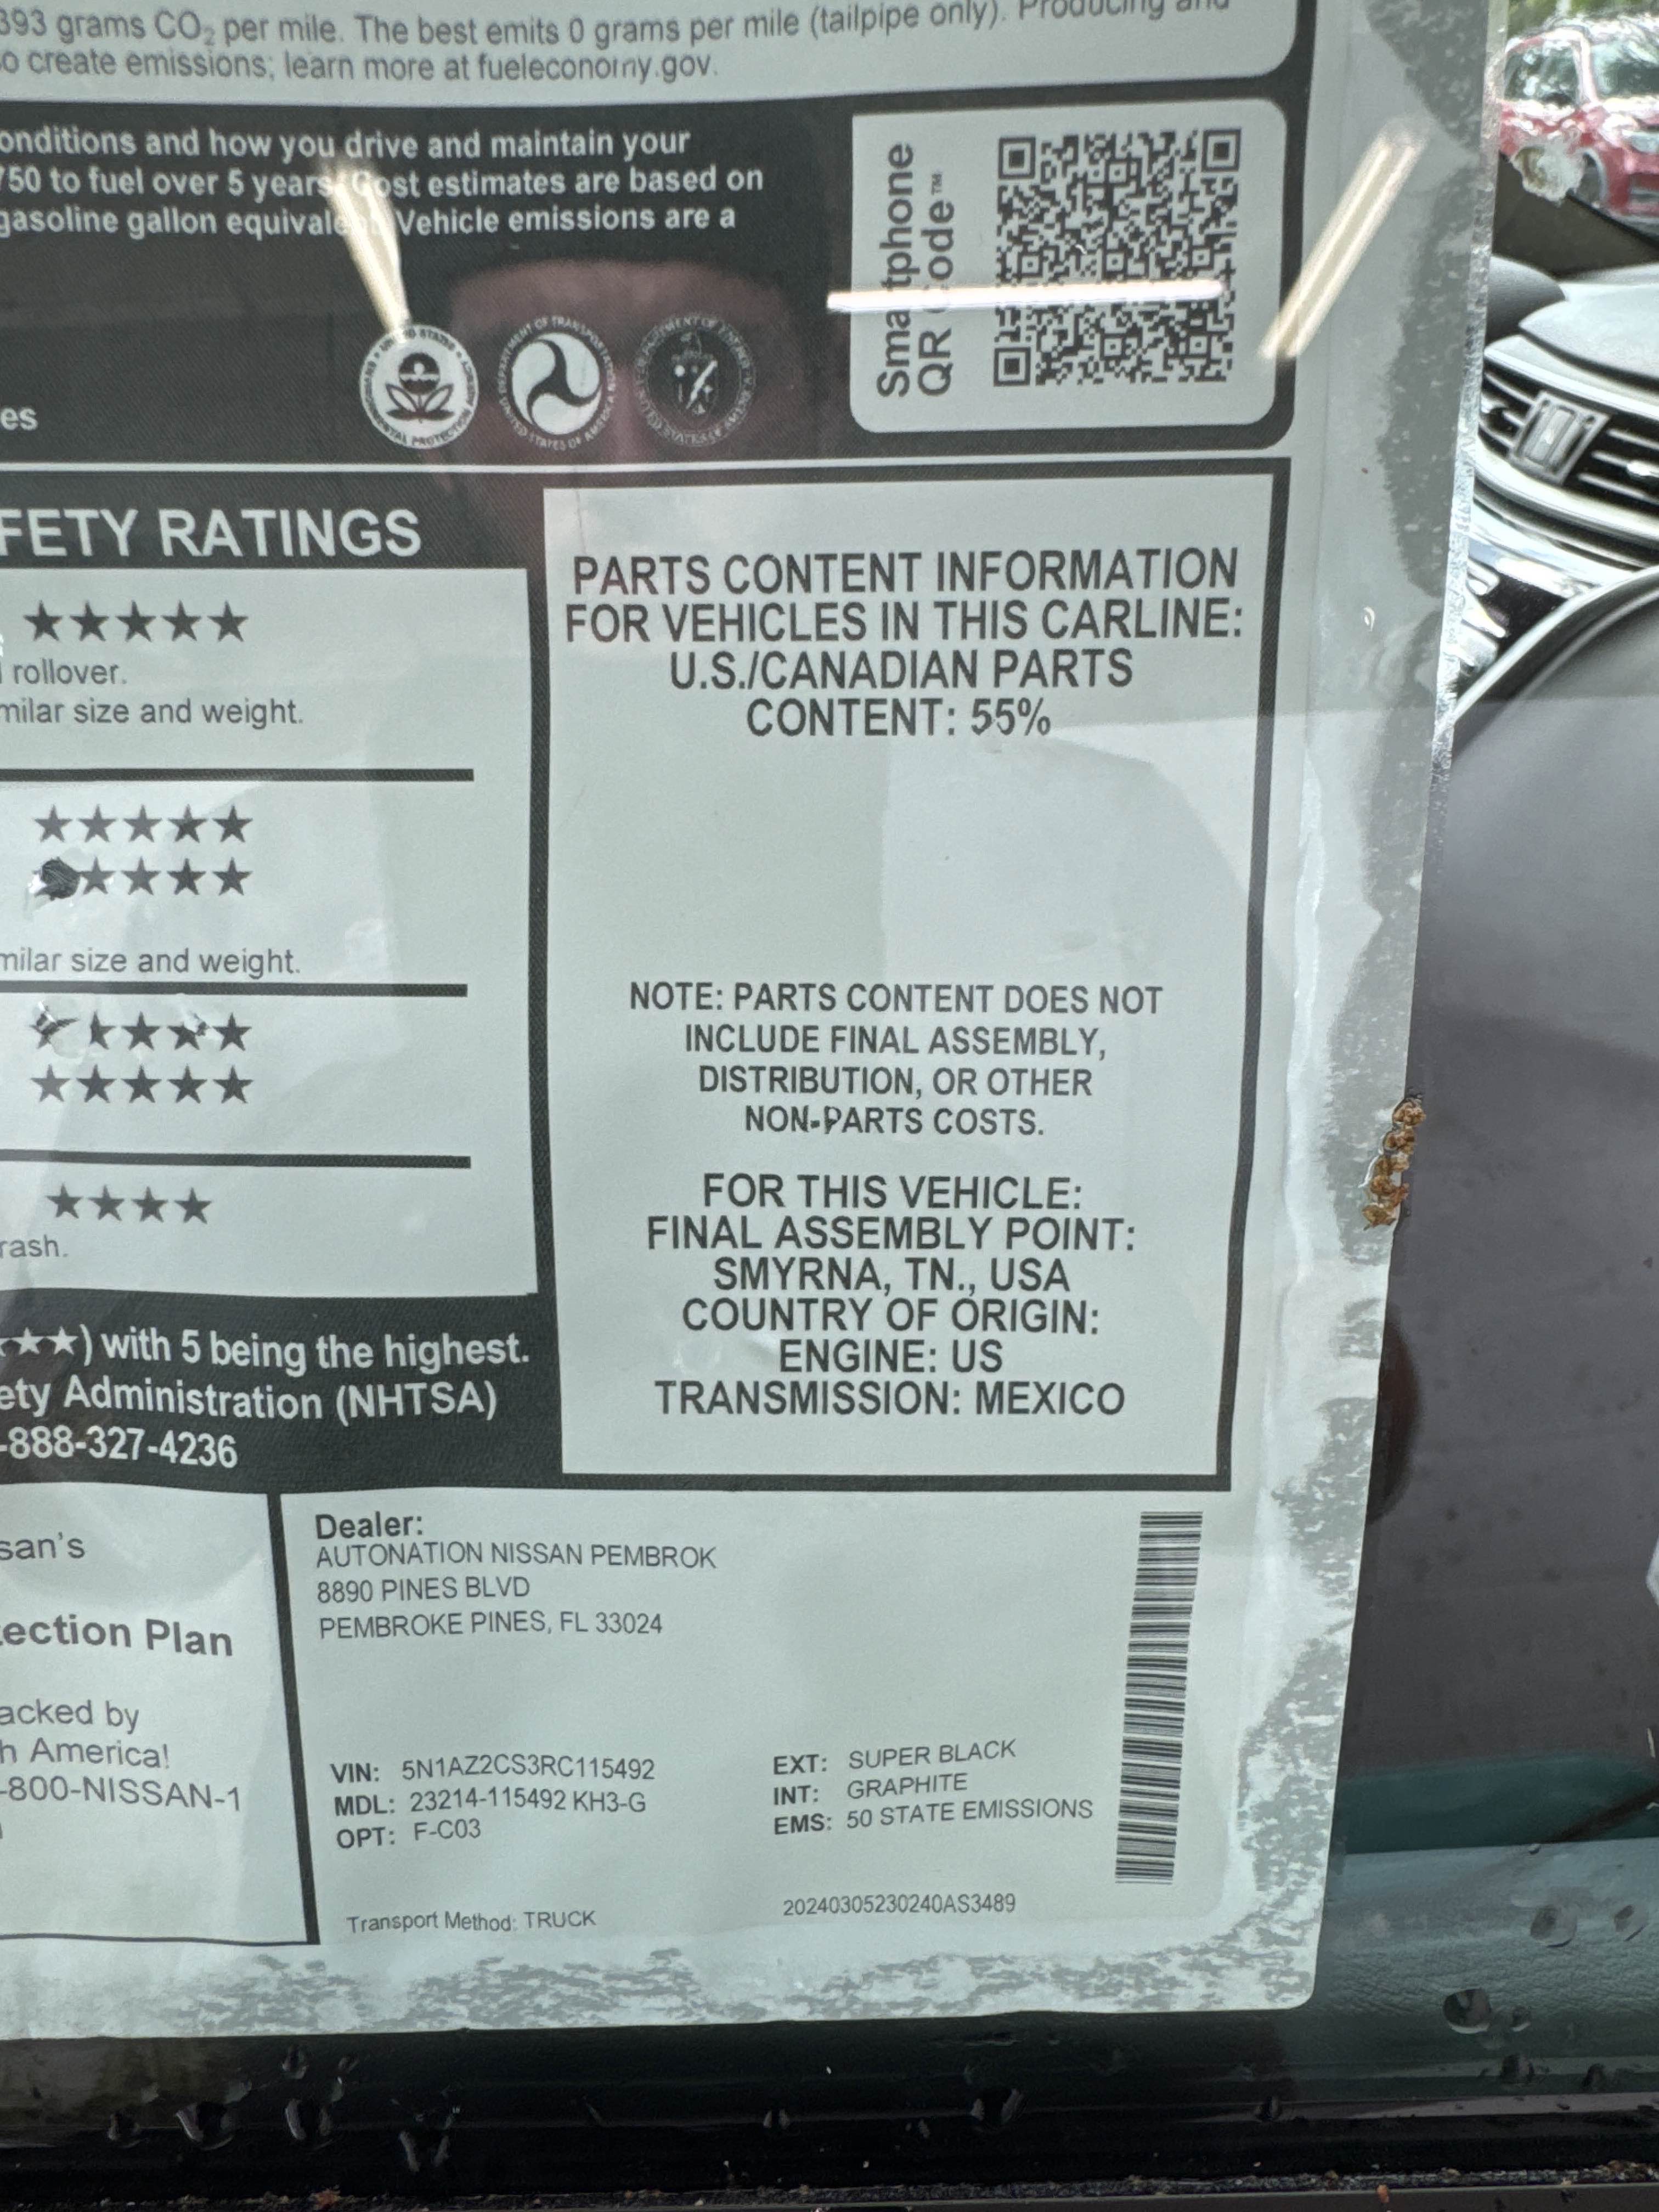 393 grams CO₂ per mile. The best emits 0 grams per mile (tailpipe only). Producing and
o create emissions; learn more at fueleconomy.gov.
onditions and how you drive and maintain your
750 to fuel over 5 years. Cost estimates are based on
gasoline gallon equivalent. Vehicle emissions are a
es
Smartphone
QR Code™
FETY RATINGS
★★★★★
rollover.
milar size and weight.
★★★★★
★★★★
milar size and weight.
★★★★★
★★★★★
★★★★
rash.
★★) with 5 being the highest.
ety Administration (NHTSA)
-888-327-4236
PARTS CONTENT INFORMATION
FOR VEHICLES IN THIS CARLINE:
U.S./CANADIAN PARTS
CONTENT: 55%
NOTE: PARTS CONTENT DOES NOT
INCLUDE FINAL ASSEMBLY,
DISTRIBUTION, OR OTHER
NON-PARTS COSTS.
FOR THIS VEHICLE:
FINAL ASSEMBLY POINT:
SMYRNA, TN., USA
COUNTRY OF ORIGIN:
ENGINE: US
TRANSMISSION: MEXICO
san's
ection Plan
acked by
h America!
-800-NISSAN-1
Dealer:
AUTONATION NISSAN PEMBROK
8890 PINES BLVD
PEMBROKE PINES, FL 33024
VIN: 5N1AZ2CS3RC115492
MDL: 23214-115492 KH3-G
OPT: F-C03
EXT: SUPER BLACK
INT: GRAPHITE
EMS: 50 STATE EMISSIONS
Transport Method: TRUCK
20240305230240AS3489